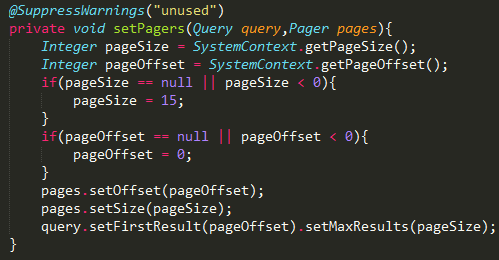 @SuppressWarnings("unused")
private void setPagers(Query query,Pager pages){
    Integer pageSize = SystemContext.getPageSize();
    Integer pageOffset = SystemContext.getPageOffset();
    if(pageSize == null || pageSize < 0){
        pageSize = 15;
    }
    if(pageOffset == null || pageOffset < 0){
        pageOffset = 0;
    }
    pages.setOffset(pageOffset);
    pages.setSize(pageSize);
    query.setFirstResult(pageOffset).setMaxResults(pageSize);
}